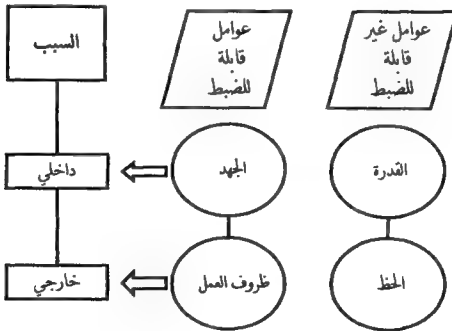 عوامل غير
قابلة
للضبط
عوامل
قابلة
للضبط
السبب
القدرة
الجهد
داخلي
الحظ
ظروف العمل
خارجي